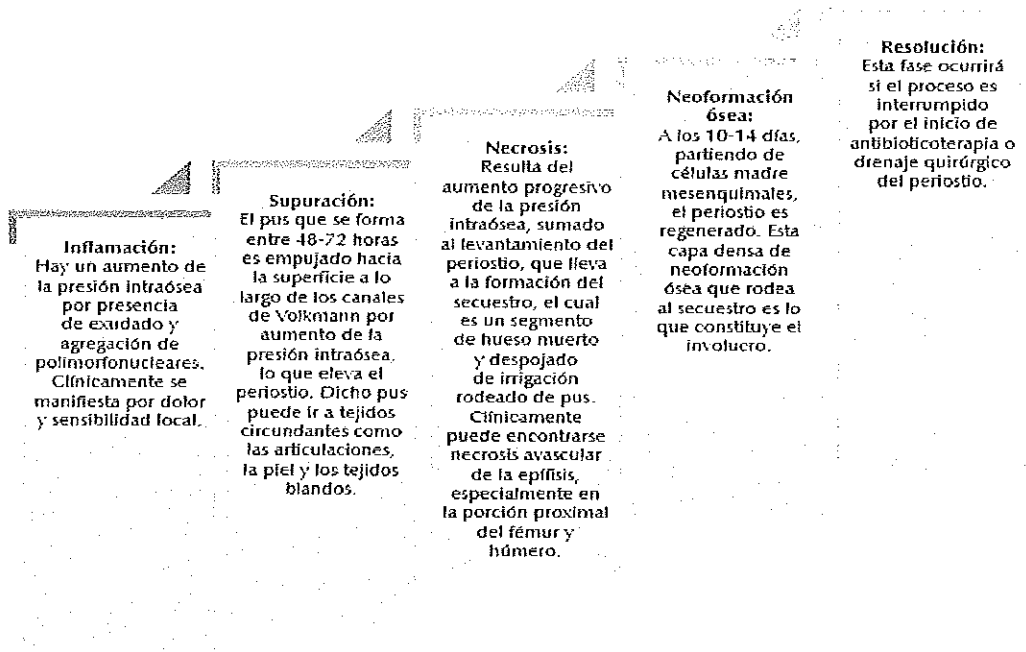 Inflamación:
Hay un aumento de
la presión intraósea
por presencia
de exudado y
agregación de
polimorfonucleares.
Clínicamente se
manifiesta por dolor
y sensibilidad local.
Supuración:
El pus que se forma
entre 48-72 horas
es empujado hacia
la superficie a lo
largo de los canales
de Volkmann por
aumento de la
presión intraósea,
lo que eleva el
periostio. Dicho pus
puede ir a tejidos
circundantes como
las articulaciones,
la piel y los tejidos
blandos.
Necrosis:
Resulta del
aumento progresivo
de la presión
intraósea, sumado
al levantamiento del
periostio, que lleva
a la formación del
secuestro, el cual
es un segmento
de hueso muerto
y despojado
de irrigación
rodeado de pus.
Clínicamente
puede encontrarse
necrosis avascular
de la epífisis,
especialmente en
la porción proximal
del fémur y
húmero.
Neoformación
ósea:
A los 10-14 días,
partiendo de
células madre
mesenquimales,
el periostio es
regenerado. Esta
capa densa de
neoformación
ósea que rodea
al secuestro es lo
que constituye el
involucro.
Resolución:
Esta fase ocurrirá
si el proceso es
interrumpido
por el inicio de
antibioticoterapia o
drenaje quirúrgico
del periostio.